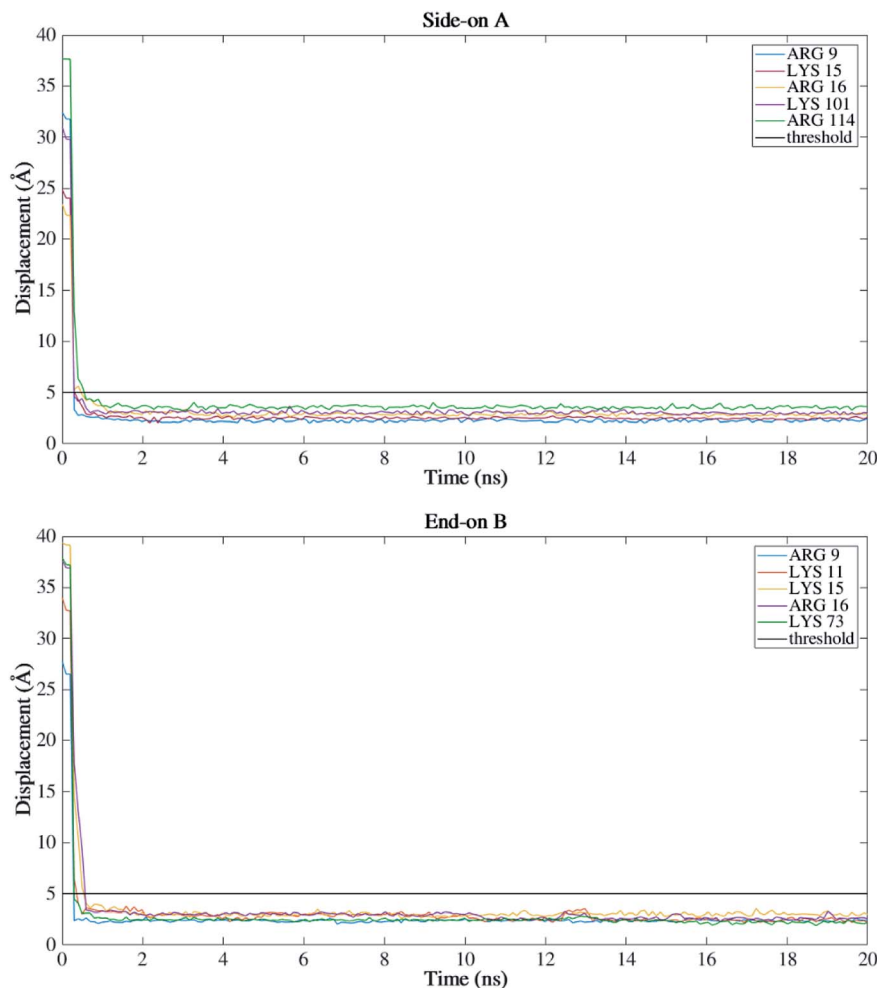 Side-on A
40
35
30
25
20
15
10
5
0
Displacement (Å)
ARG 9
LYS 15
ARG 16
LYS 101
ARG 114
threshold
0 2 4 6 8 10 12 14 16 18 20
Time (ns)
End-on B
40
35
30
25
20
15
10
5
0
Displacement (Å)
ARG 9
LYS 11
LYS 15
ARG 16
LYS 73
threshold
0 2 4 6 8 10 12 14 16 18 20
Time (ns)